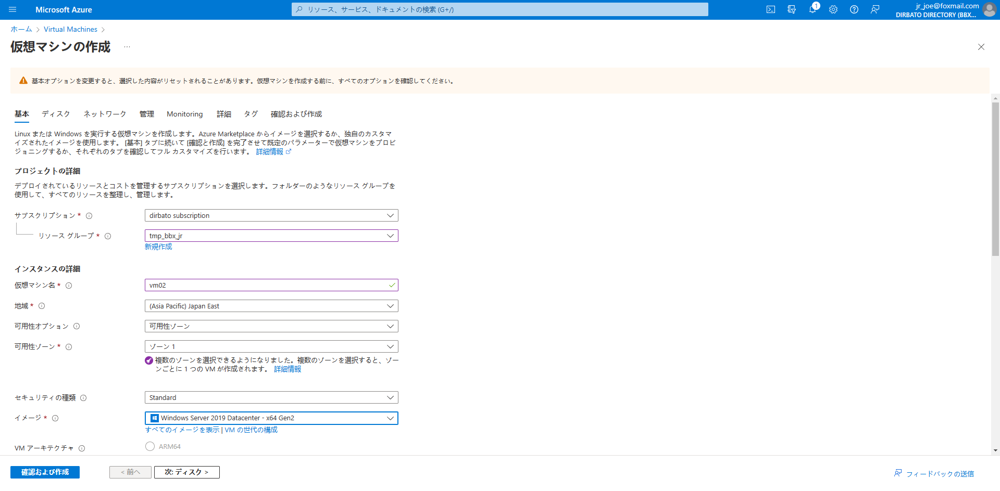 Microsoft Azure
リソース、サービス、ドキュメントの検索 (G+/)
1
jr_joe@foxmail.com
DIRBATO DIRECTORY (BBX...
ホーム > Virtual Machines >
仮想マシンの作成 ...
基本オプションを変更すると、選択した内容がリセットされることがあります。仮想マシンを作成する前に、すべてのオプションを確認してください。
基本 ディスク ネットワーク 管理 Monitoring 詳細 タグ 確認および作成
Linux または Windows を実行する仮想マシンを作成します。Azure Marketplace からイメージを選択するか、独自のカスタマ
イズされたイメージを使用します。 [基本] タブに続いて [確認と作成] を完了させて既定のパラメーターで仮想マシンをプロビ
ジョニングするか、それぞれのタブを確認してフル カスタマイズを行います。 詳細情報
プロジェクトの詳細
デプロイされているリソースとコストを管理するサブスクリプションを選択します。フォルダーのようなリソース グループを
使用して、すべてのリソースを整理し、管理します。
サブスクリプション * dirbato subscription
リソース グループ * tmp_bbx_jr
新規作成
インスタンスの詳細
仮想マシン名 * vm02
地域 * (Asia Pacific) Japan East
可用性オプション 可用性ゾーン
可用性ゾーン * ゾーン 1
複数のゾーンを選択できるようになりました。複数のゾーンを選択すると、ゾー
ンごとに 1 つの VM が作成されます。 詳細情報
セキュリティの種類 Standard
イメージ * Windows Server 2019 Datacenter - x64 Gen2
すべてのイメージを表示 | VM の世代の構成
VM アーキテクチャ ARM64
確認および作成 < 前へ 次: ディスク > フィードバックの送信